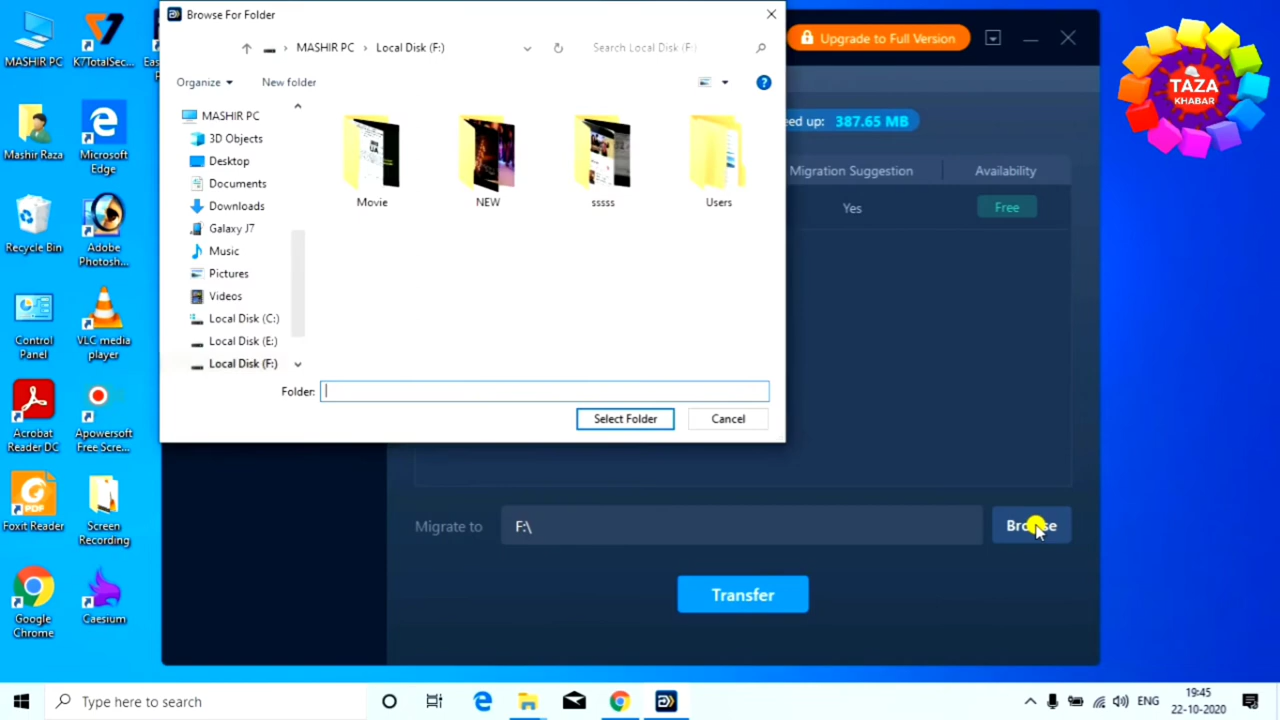 Browse For Folder
MASHIR PC
Local Disk (F:)
Search Local Disk (F:)
Organize
New folder
MASHIR PC
3D Objects
Desktop
Documents
Downloads
Galaxy J7
Music
Pictures
Videos
Local Disk (C:)
Local Disk (E:)
Local Disk (F:)
Movie
NEW
sssss
Users
Folder:
Select Folder
Cancel
Upgrade to Full Version
eed up: 387.65 MB
Migration Suggestion
Availability
Yes
Free
Migrate to
F:\
Browse
Transfer
TAZA
KHABAR
MASHIR PC
K7TotalSec...
Mashir Raza
Microsoft
Edge
Recycle Bin
Adobe
Photosh...
Control
Panel
VLC media
player
Acrobat
Reader DC
Apowersoft
Free Scre...
Foxit Reader
Screen
Recording
Google
Chrome
Caesium
Type here to search
ENG
19:45
22-10-2020